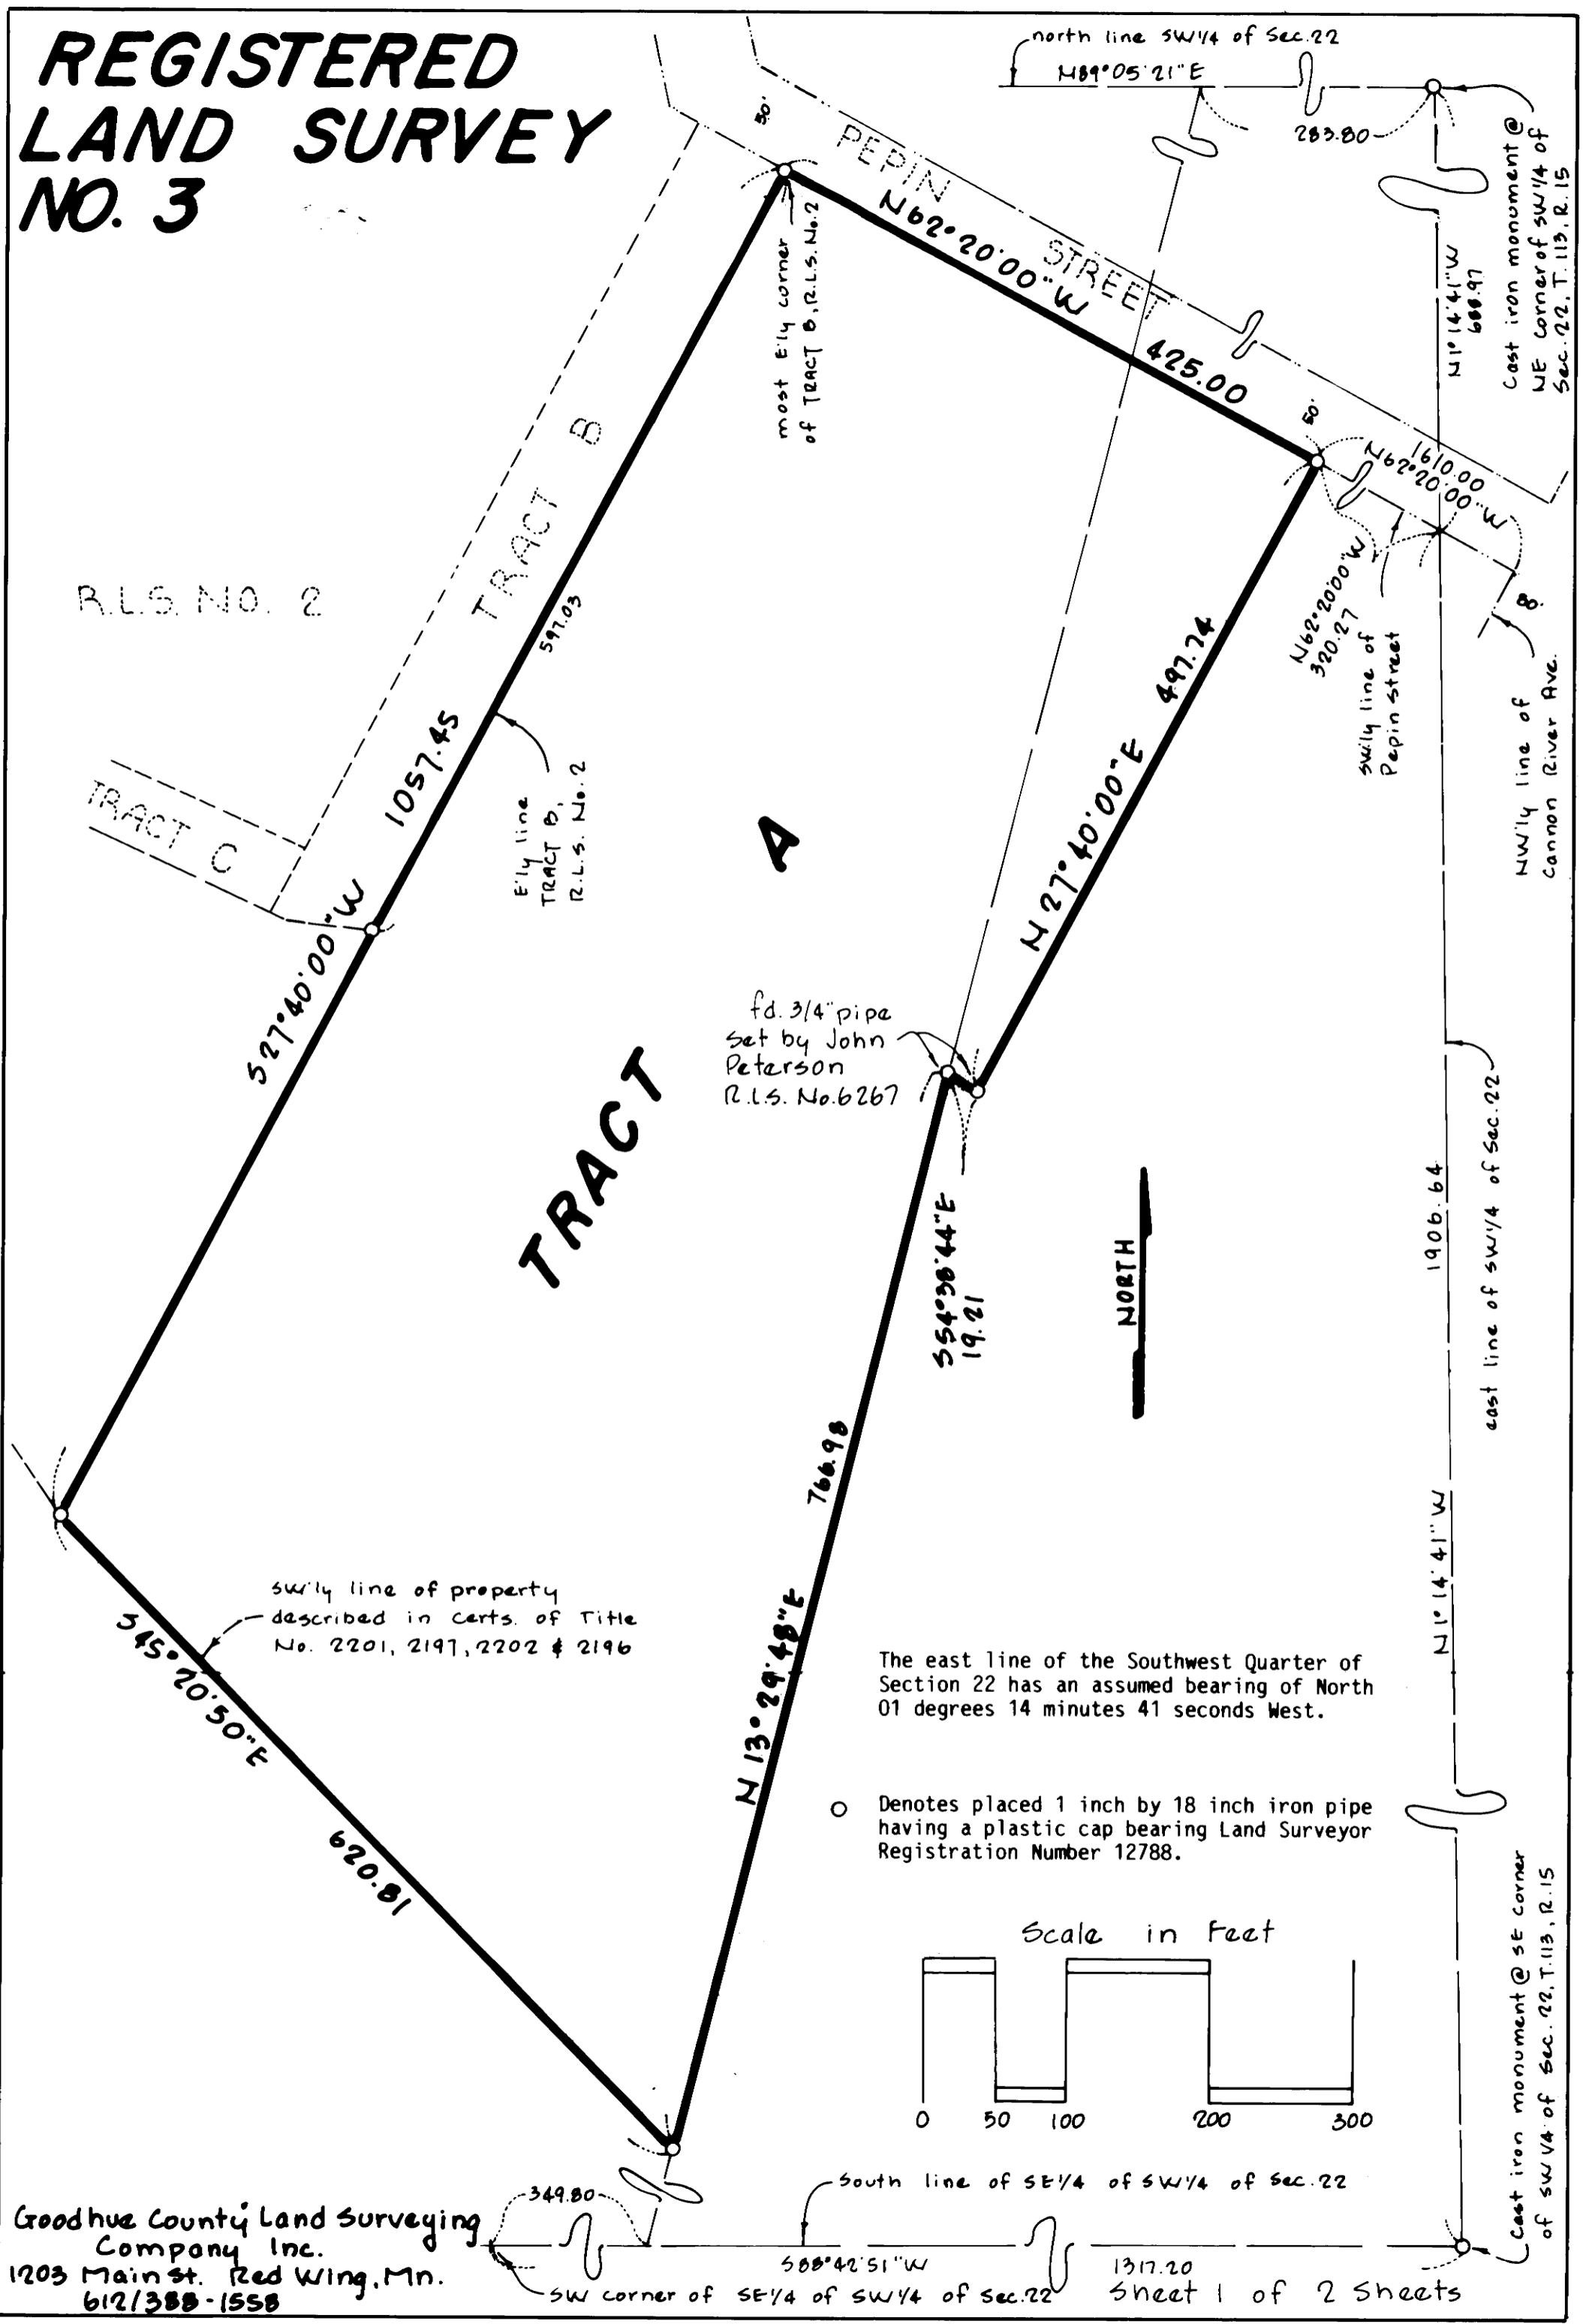 REGISTERED
LAND SURVEY
NO. 3
north line SW1/4 of Sec.22
N89°05'21"E
283.80
Cast iron monument @
NE corner of SW1/4 of
Sec. 22, T. 113, R. 15
N1°14'41"W
50'
PEPIN
STREET
N62°20'00"W
425.00
50'
most E'ly corner
of TRACT B, R.L.S. No. 2
1610.00
N62°20'00"W
N62°20'00"W
320.27
sw'ly line of
Pepin street
NW'ly line of
Cannon River Ave.
R.L.S. NO. 2
TRACT B
597.03
TRACT C
1057.45
S27°40'00"W
E'ly line
TRACT B,
R.L.S. No. 2
497.74
N 27°40'00"E
TRACT A
fd. 3/4" pipe
set by John
Peterson
R.L.S. No.6267
S54°38'44"E
19.21
NORTH
1906.64
east line of SW1/4 of Sec.22
N1°14'41"W
766.98
N 13°29'48"E
sw'ly line of property
described in certs. of Title
No. 2201, 2197, 2202 & 2196
S45°20'50"E
620.81
The east line of the Southwest Quarter of
Section 22 has an assumed bearing of North
01 degrees 14 minutes 41 seconds West.
Denotes placed 1 inch by 18 inch iron pipe
having a plastic cap bearing Land Surveyor
Registration Number 12788.
Scale in Feet
0 50 100 200 300
Cast iron monument @ SE corner
of SW1/4 of Sec. 22, T. 113, R. 15
South line of SE1/4 of SW1/4 of Sec.22
349.80
S88°42'51"W
1317.20
SW corner of SE1/4 of SW1/4 of Sec.22
Goodhue County Land Surveying
Company Inc.
1203 Main St. Red Wing, Mn.
612/388-1558
Sheet 1 of 2 Sheets